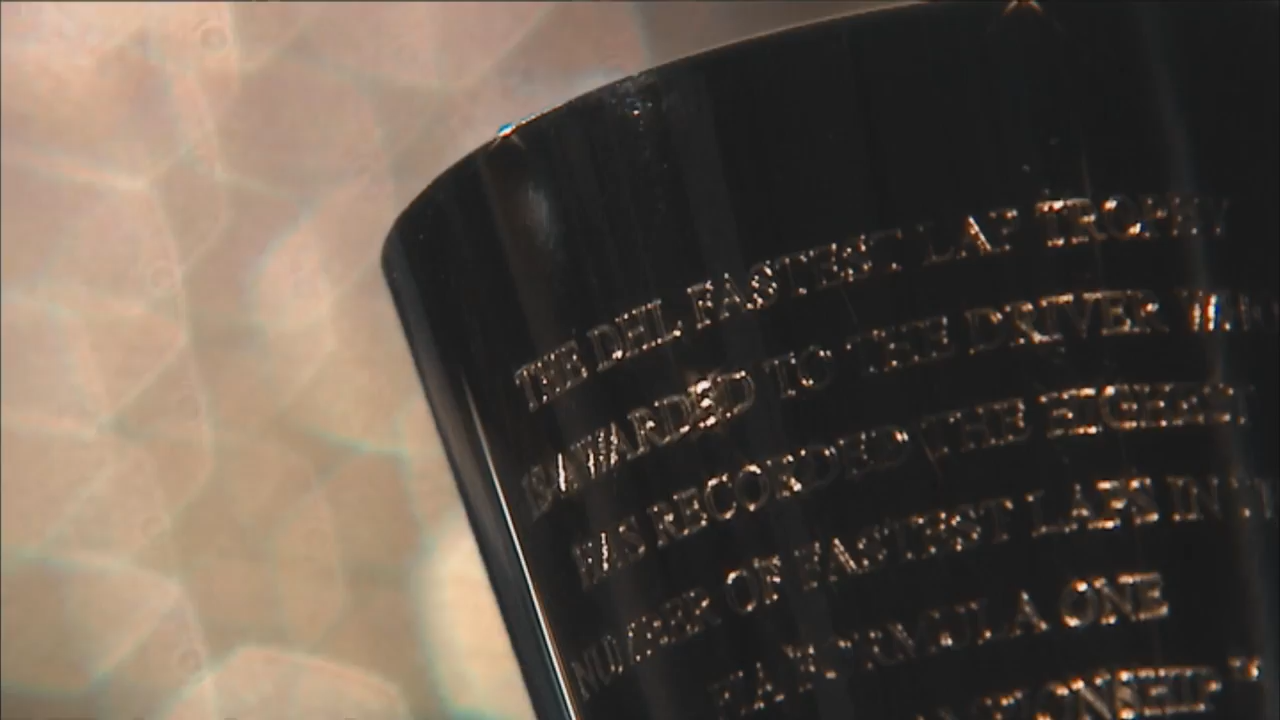 THE DHL FASTEST LAP TROPHY
IS AWARDED TO THE DRIVER WHO
HAS RECORDED THE HIGHEST
NUMBER OF FASTEST LAPS IN
FIA FORMULA ONE